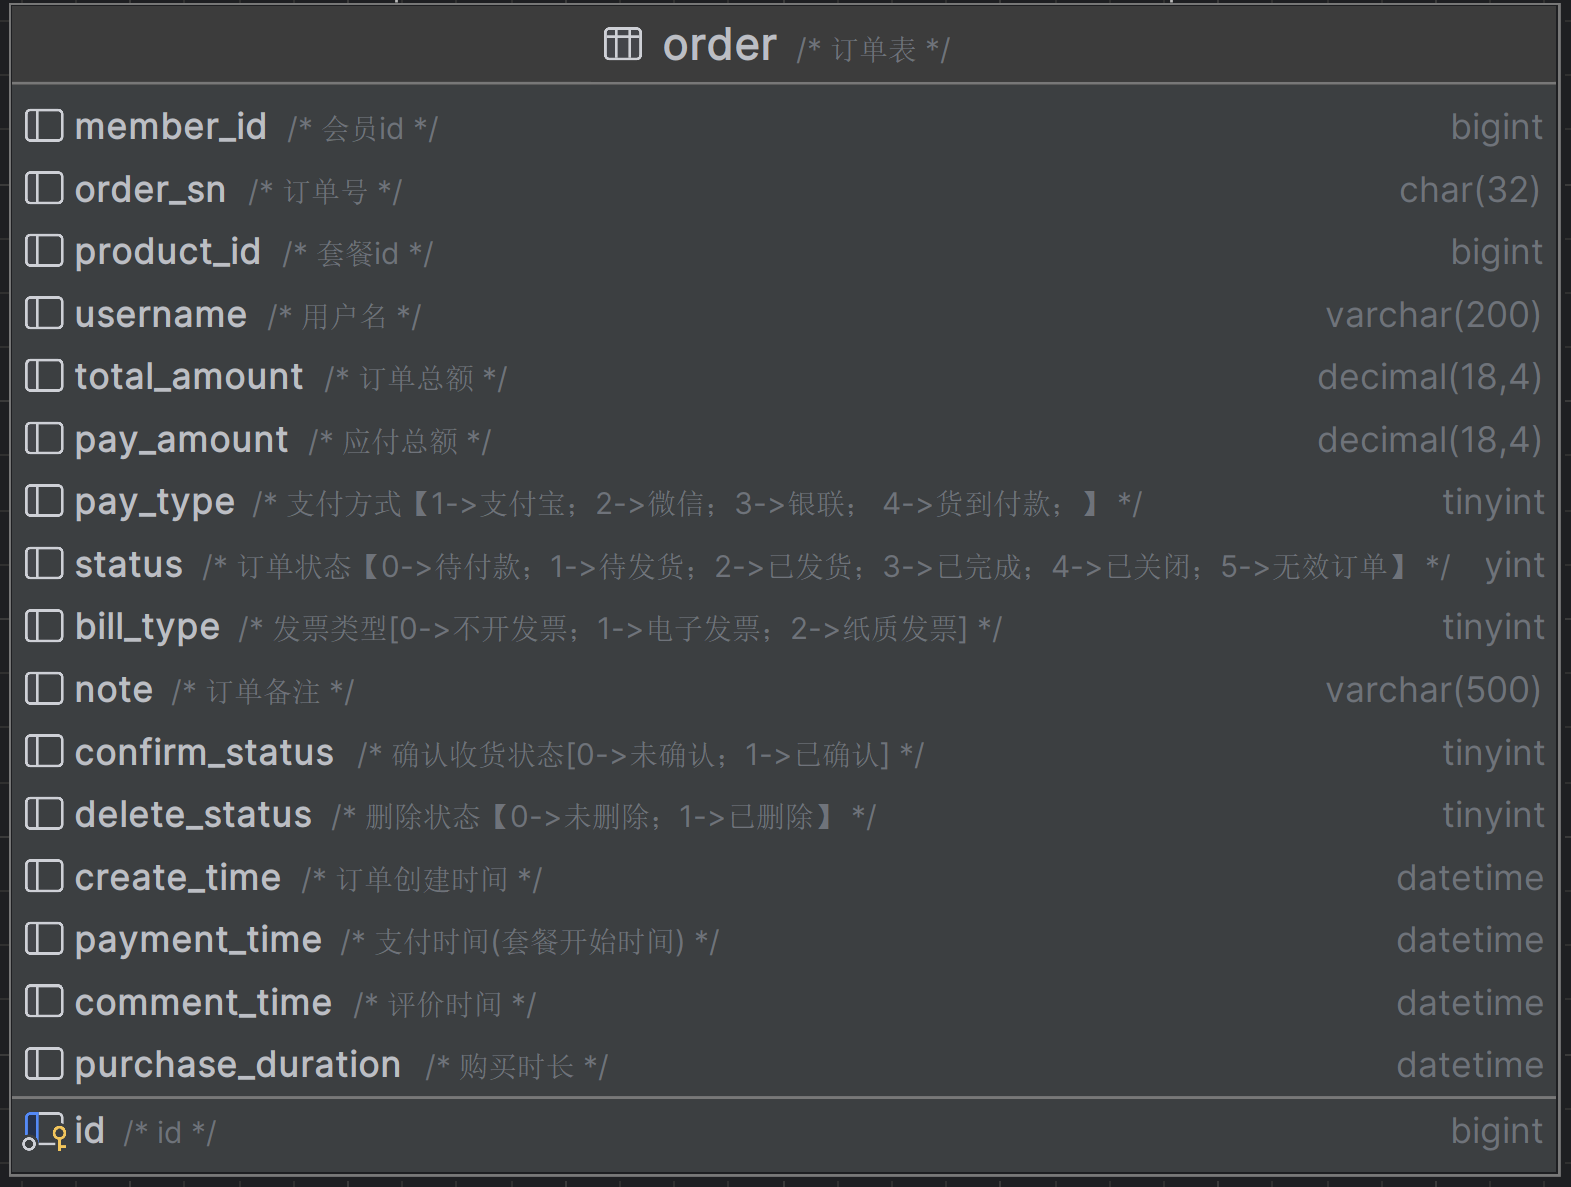 order /* 订单表 */
member_id /* 会员id */ bigint
order_sn /* 订单号 */ char(32)
product_id /* 套餐id */ bigint
username /* 用户名 */ varchar(200)
total_amount /* 订单总额 */ decimal(18,4)
pay_amount /* 应付总额 */ decimal(18,4)
pay_type /* 支付方式【1->支付宝；2->微信；3->银联； 4->货到付款；】 */ tinyint
status /* 订单状态【0->待付款；1->待发货；2->已发货；3->已完成；4->已关闭；5->无效订单】 */ yint
bill_type /* 发票类型[0->不开发票；1->电子发票；2->纸质发票] */ tinyint
note /* 订单备注 */ varchar(500)
confirm_status /* 确认收货状态[0->未确认；1->已确认] */ tinyint
delete_status /* 删除状态【0->未删除；1->已删除】 */ tinyint
create_time /* 订单创建时间 */ datetime
payment_time /* 支付时间(套餐开始时间) */ datetime
comment_time /* 评价时间 */ datetime
purchase_duration /* 购买时长 */ datetime
id /* id */ bigint